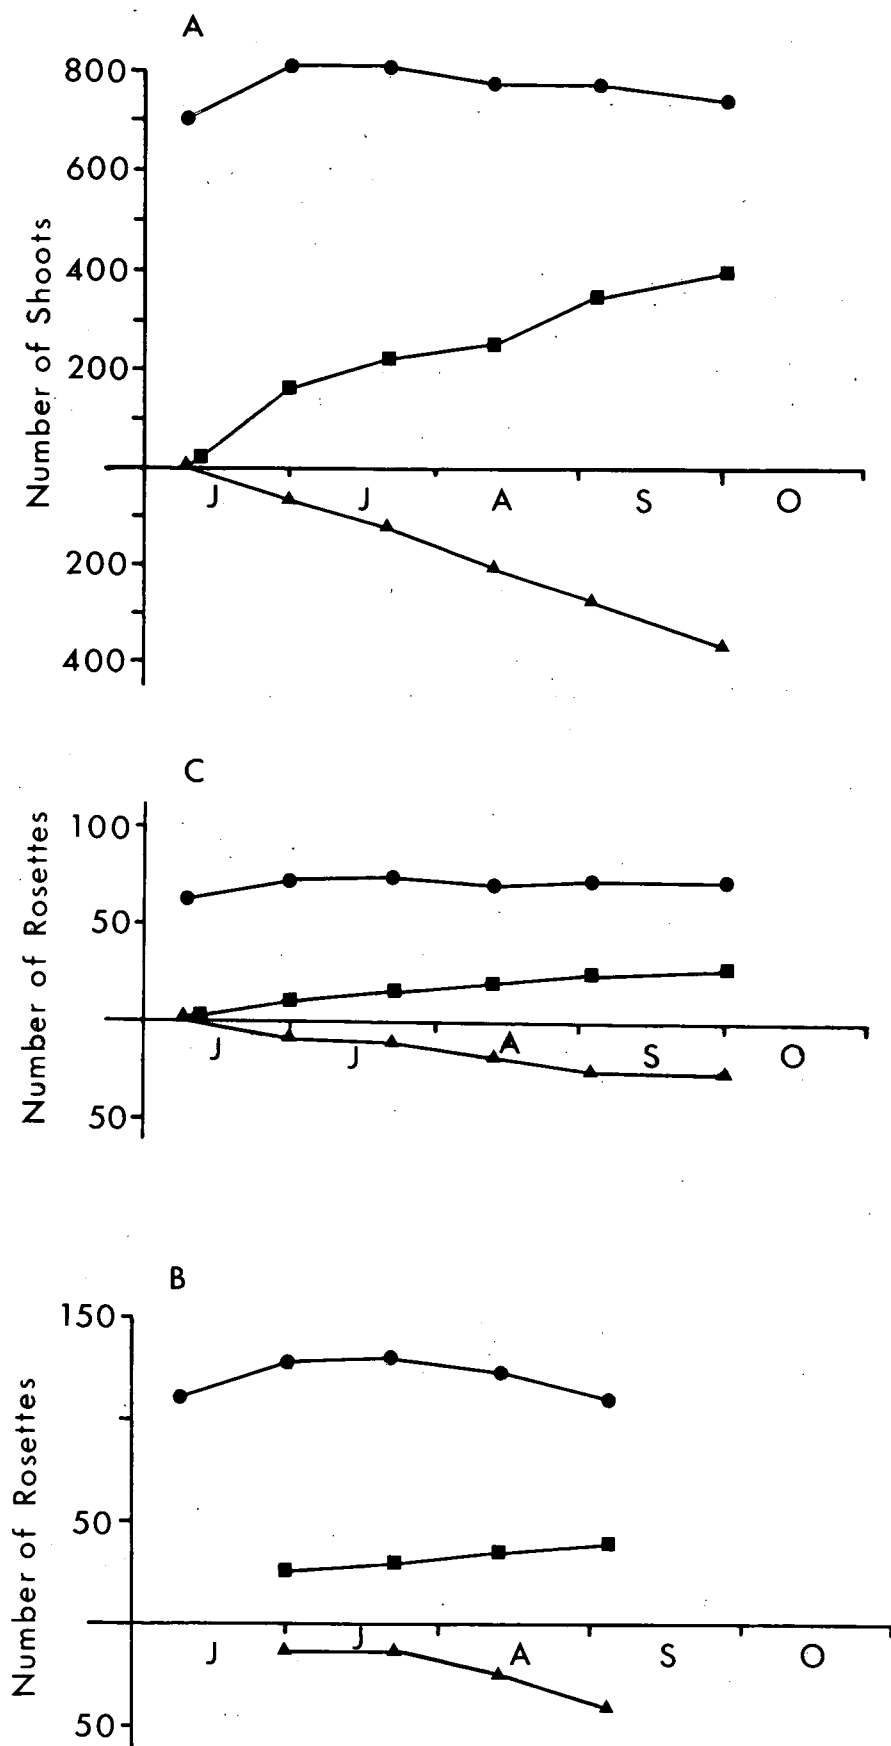 A
800
600
400
200
200
400
Number of Shoots
J J A S O
C
100
50
50
Number of Rosettes
J J A S O
B
150
50
50
Number of Rosettes
J J A S O